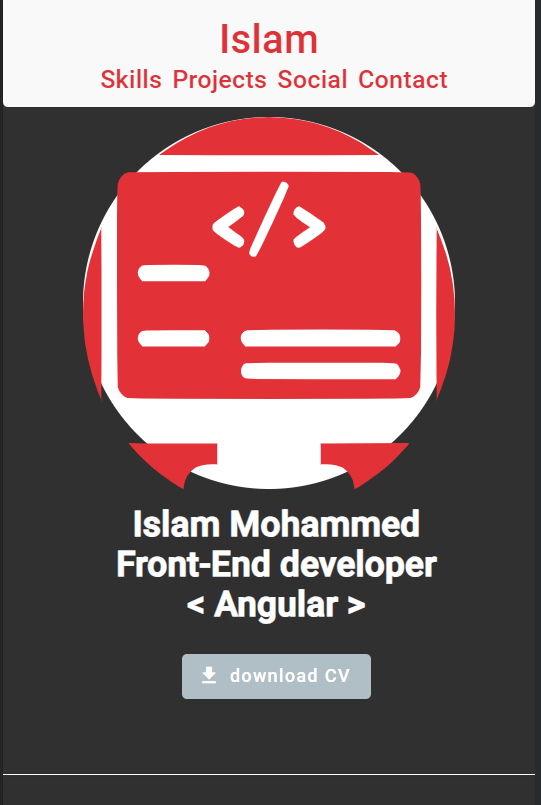 Islam
Skills Projects Social Contact
</>
Islam Mohammed
Front-End developer
< Angular >
download CV